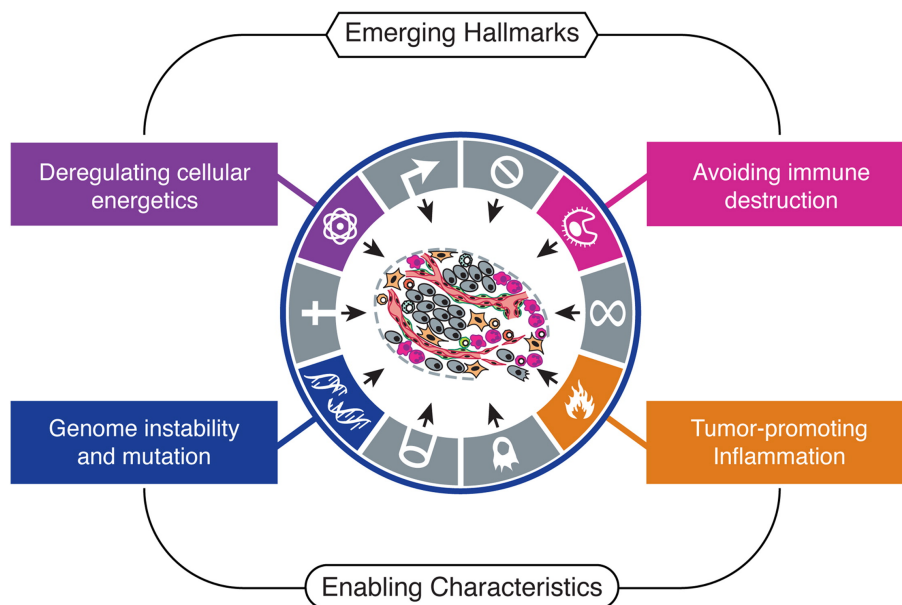 Emerging Hallmarks
Deregulating cellular
energetics
Avoiding immune
destruction
Genome instability
and mutation
Tumor-promoting
Inflammation
Enabling Characteristics